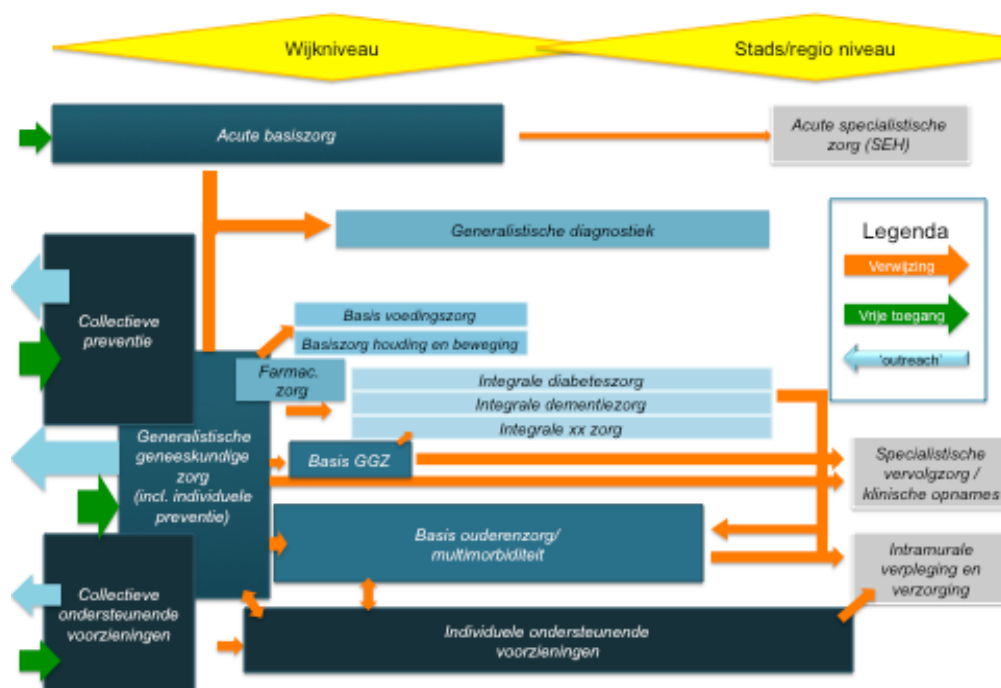 Wijkniveau
Stads/regio niveau
Acute basiszorg
Acute specialistische
zorg (SEH)
Generalistische diagnostiek
Legenda
Verwijzing
Vrije toegang
'outreach'
Collectieve
preventie
Basis voedingszorg
Basiszorg houding en beweging
Farmac.
zorg
Integrale diabeteszorg
Integrale dementiezorg
Integrale xx zorg
Generalistische
geneeskundige
zorg
(incl. individuele
preventie)
Basis GGZ
Specialistische
vervolgzorg /
klinische opnames
Basis ouderenzorg/
multimorbiditeit
Intramurale
verpleging en
verzorging
Collectieve
ondersteunende
voorzieningen
Individuele ondersteunende
voorzieningen